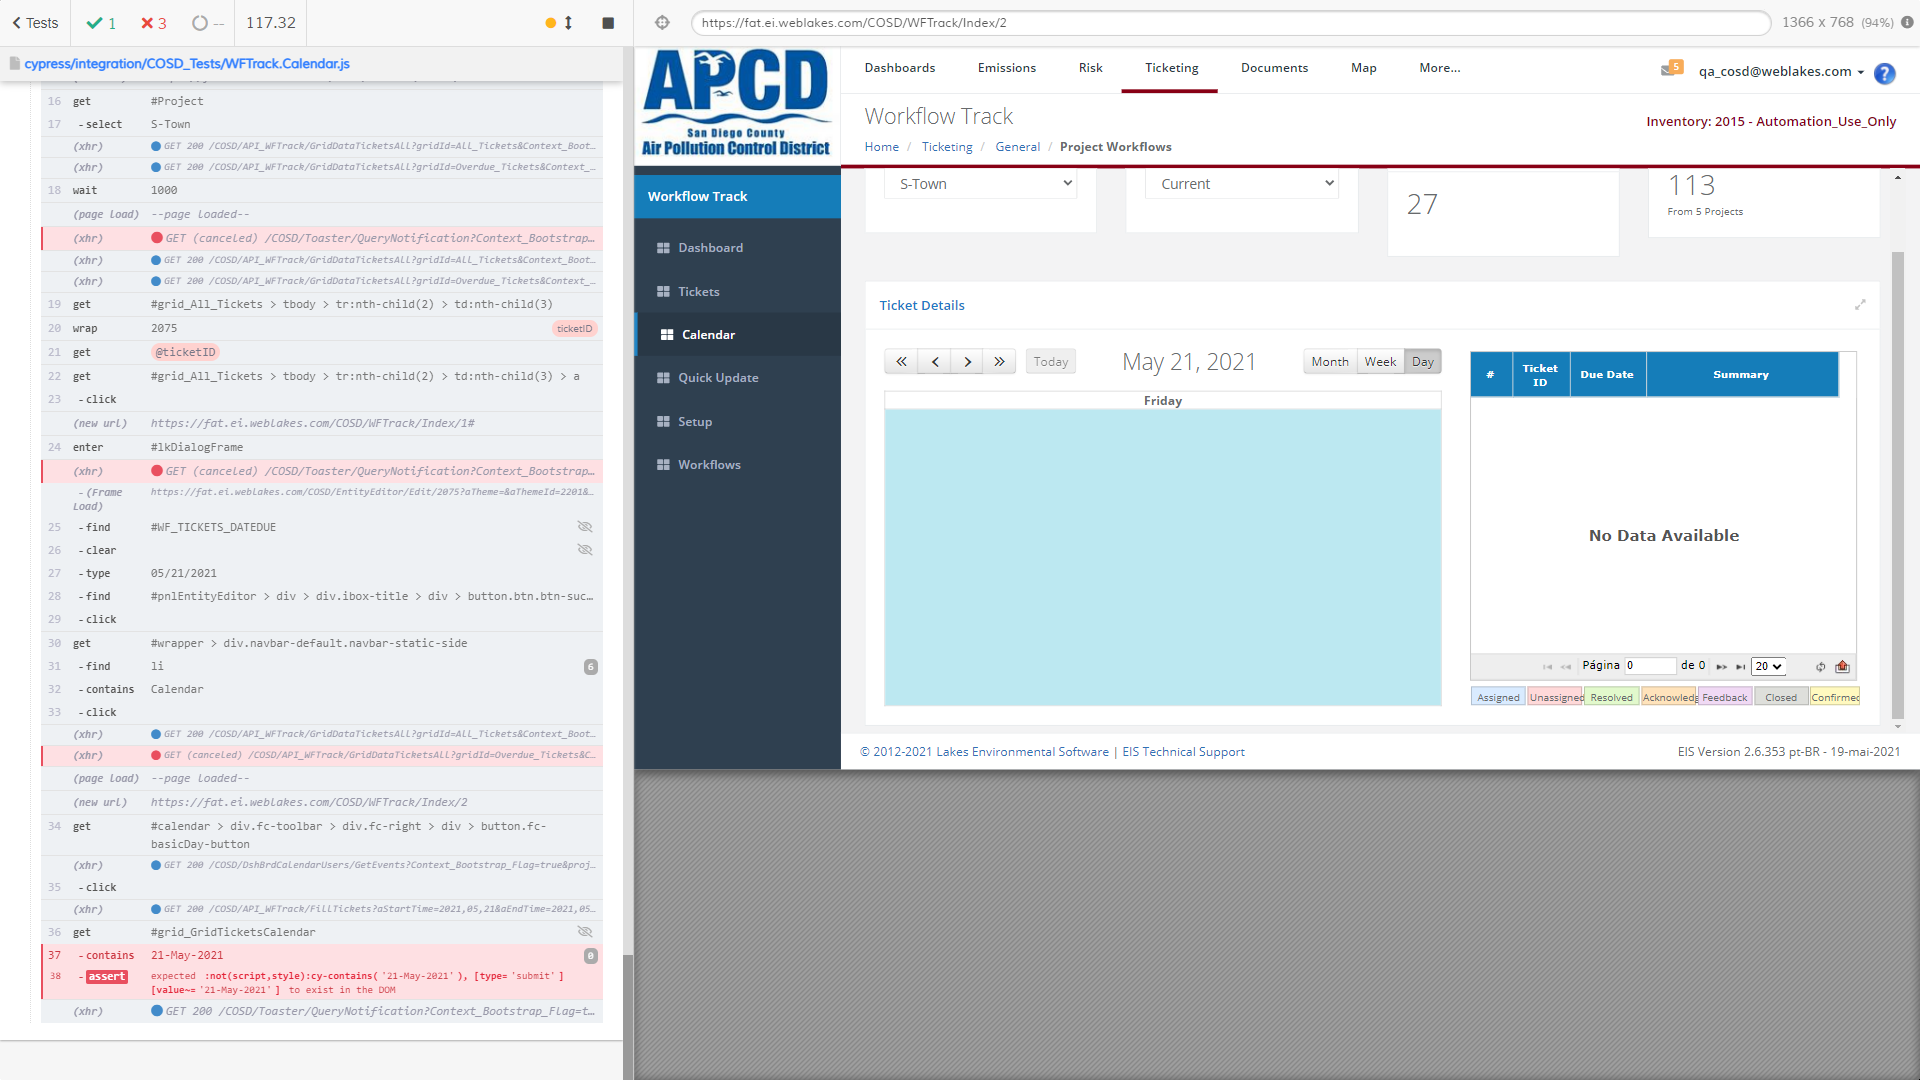 Tests
1
3
--
117.32
cypress/integration/COSD_Tests/WFTrack.Calendar.js
16 get #Project
17 -select S-Town
(xhr) GET 200 /COSD/API_WFTrack/GridDataTicketsAll?gridId=All_Tickets&Context_Boot...
(xhr) GET 200 /COSD/API_WFTrack/GridDataTicketsAll?gridId=Overdue_Tickets&Context_...
18 wait 1000
(page load) --page loaded--
(xhr) GET (canceled) /COSD/Toaster/QueryNotification?Context_Bootstrap...
(xhr) GET 200 /COSD/API_WFTrack/GridDataTicketsAll?gridId=All_Tickets&Context_Boot...
(xhr) GET 200 /COSD/API_WFTrack/GridDataTicketsAll?gridId=Overdue_Tickets&Context_...
19 get #grid_All_Tickets > tbody > tr:nth-child(2) > td:nth-child(3)
20 wrap 2075 ticketID
21 get @ticketID
22 get #grid_All_Tickets > tbody > tr:nth-child(2) > td:nth-child(3) > a
23 -click
(new url) https://fat.ei.weblakes.com/COSD/WFTrack/Index/1#
24 enter #lkDialogFrame
(xhr) GET (canceled) /COSD/Toaster/QueryNotification?Context_Bootstrap...
-(Frame Load) https://fat.ei.weblakes.com/COSD/EntityEditor/Edit/2075?aTheme=&aThemeId=2201&...
25 -find #WF_TICKETS_DATEDUE
26 -clear
27 -type 05/21/2021
28 -find #pnlEntityEditor > div > div.ibox-title > div > button.btn.btn-suc...
29 -click
30 get #wrapper > div.navbar-default.navbar-static-side
31 -find li 6
32 -contains Calendar
33 -click
(xhr) GET 200 /COSD/API_WFTrack/GridDataTicketsAll?gridId=All_Tickets&Context_Boot...
(xhr) GET (canceled) /COSD/API_WFTrack/GridDataTicketsAll?gridId=Overdue_Tickets&C...
(page load) --page loaded--
(new url) https://fat.ei.weblakes.com/COSD/WFTrack/Index/2
34 get #calendar > div.fc-toolbar > div.fc-right > div > button.fc-
basicDay-button
(xhr) GET 200 /COSD/DshBrdCalendarUsers/GetEvents?Context_Bootstrap_Flag=true&proj...
35 -click
(xhr) GET 200 /COSD/API_WFTrack/FillTickets?aStartTime=2021,05,21&aEndTime=2021,05...
36 get #grid_GridTicketsCalendar
37 -contains 21-May-2021 0
38 -assert expected :not(script,style):cy-contains('21-May-2021'), [type='submit']
[value~='21-May-2021'] to exist in the DOM
(xhr) GET 200 /COSD/Toaster/QueryNotification?Context_Bootstrap_Flag=t...
https://fat.ei.weblakes.com/COSD/WFTrack/Index/2
1366 x 768 (94%)
APCD
San Diego County
Air Pollution Control District
Dashboards Emissions Risk Ticketing Documents Map More...
5
qa_cosd@weblakes.com
?
Workflow Track
Inventory: 2015 - Automation_Use_Only
Home / Ticketing / General / Project Workflows
Workflow Track
Dashboard
Tickets
Calendar
Quick Update
Setup
Workflows
S-Town
Current
27
113
From 5 Projects
Ticket Details
Today
May 21, 2021
Month Week Day
Friday
# Ticket ID Due Date Summary
No Data Available
Página 0 de 0 20
Assigned Unassigned Resolved Acknowledg Feedback Closed Confirmed
© 2012-2021 Lakes Environmental Software | EIS Technical Support
EIS Version 2.6.353 pt-BR - 19-mai-2021